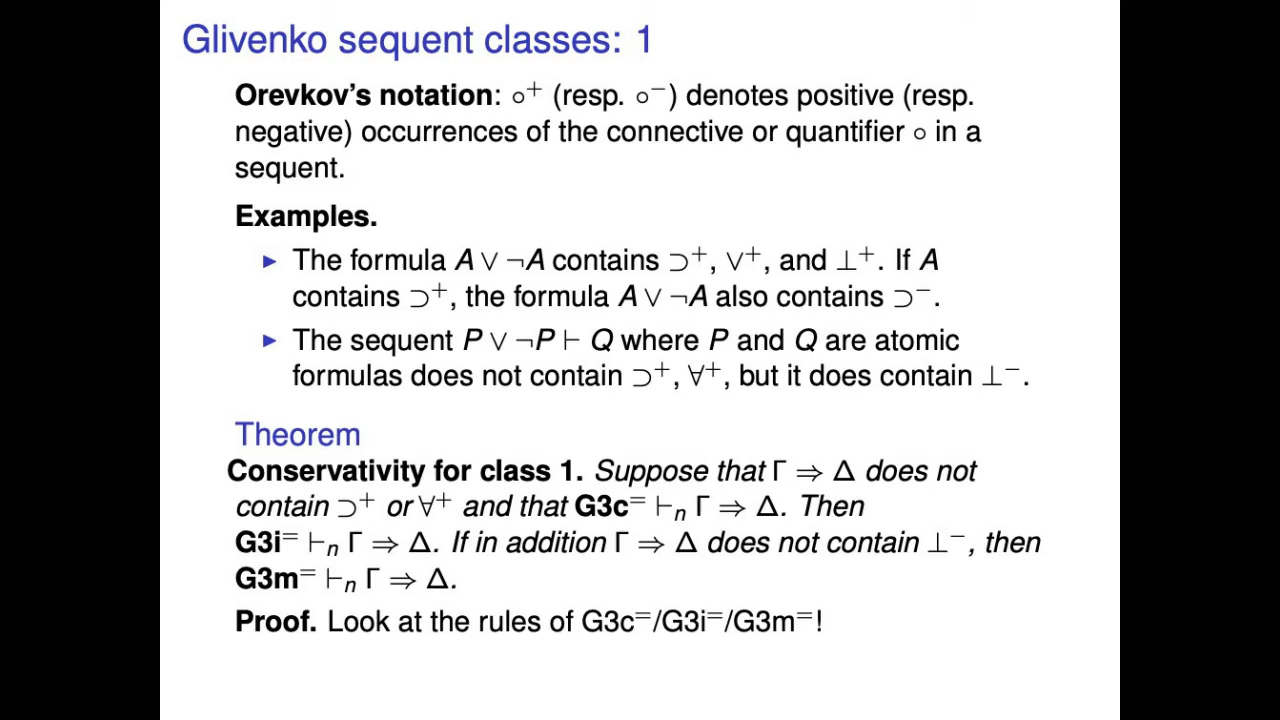 Glivenko sequent classes: 1
Orevkov's notation: ∘⁺ (resp. ∘⁻) denotes positive (resp.
negative) occurrences of the connective or quantifier ∘ in a
sequent.
Examples.
▶ The formula A ∨ ¬A contains ⊃⁺, ∨⁺, and ⊥⁺. If A
contains ⊃⁺, the formula A ∨ ¬A also contains ⊃⁻.
▶ The sequent P ∨ ¬P ⊢ Q where P and Q are atomic
formulas does not contain ⊃⁺, ∀⁺, but it does contain ⊥⁻.
Theorem
Conservativity for class 1. Suppose that Γ ⇒ Δ does not
contain ⊃⁺ or ∀⁺ and that G3c⁼ ⊢ₙ Γ ⇒ Δ. Then
G3i⁼ ⊢ₙ Γ ⇒ Δ. If in addition Γ ⇒ Δ does not contain ⊥⁻, then
G3m⁼ ⊢ₙ Γ ⇒ Δ.
Proof. Look at the rules of G3c⁼/G3i⁼/G3m⁼!